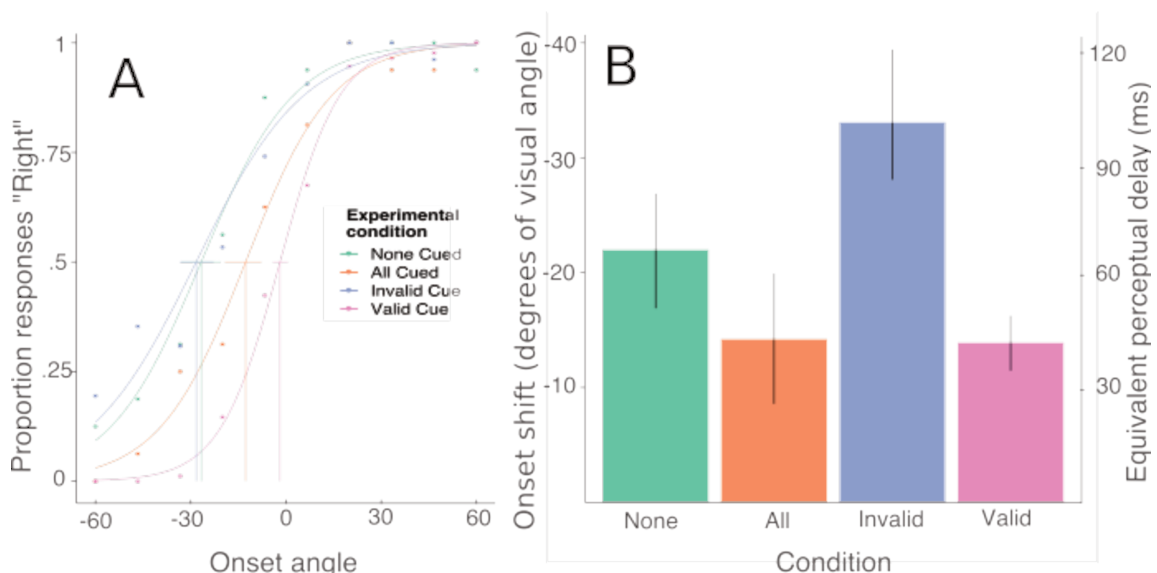 A
Proportion responses "Right"
1
.75
.5
.25
0
-60
-30
0
30
60
Onset angle
Experimental
condition
None Cued
All Cued
Invalid Cue
Valid Cue
B
Onset shift (degrees of visual angle)
-40
-30
-20
-10
120
90
60
30
Equivalent perceptual delay (ms)
None
All
Invalid
Valid
Condition